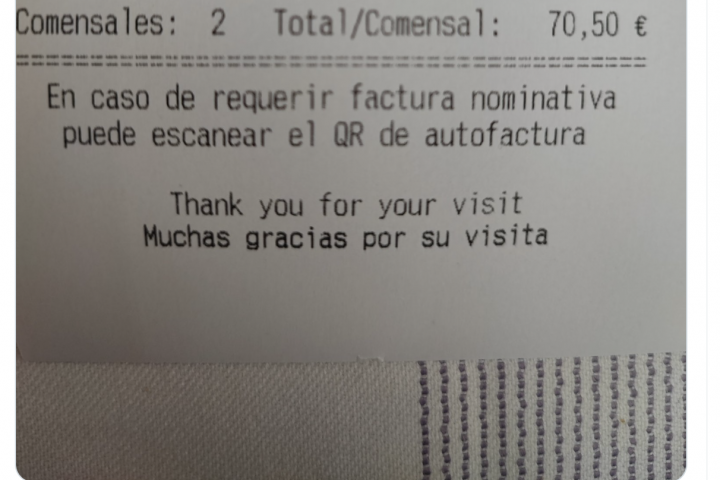 Comensales: 2 Total/Comensal: 70,50 €
En caso de requerir factura nominativa
puede escanear el QR de autofactura
Thank you for your visit
Muchas gracias por su visita